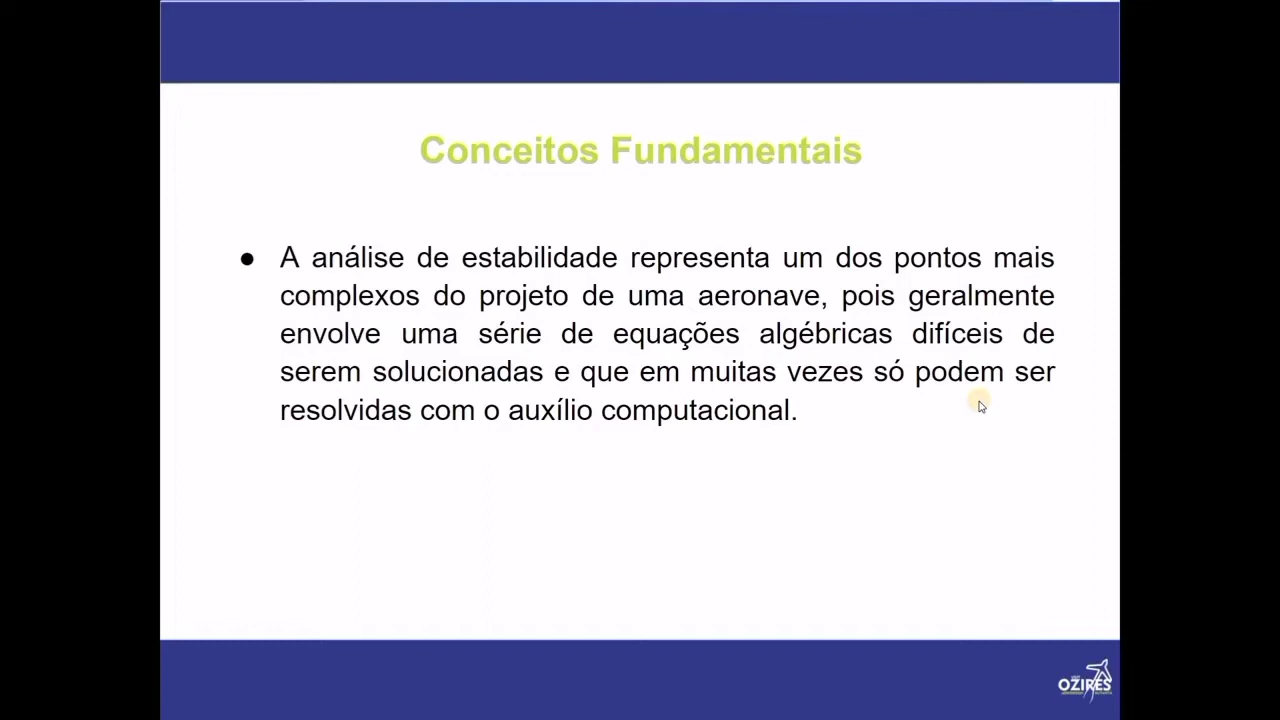 Conceitos Fundamentais
● A análise de estabilidade representa um dos pontos mais
complexos do projeto de uma aeronave, pois geralmente
envolve uma série de equações algébricas difíceis de
serem solucionadas e que em muitas vezes só podem ser
resolvidas com o auxílio computacional.
OZIRES